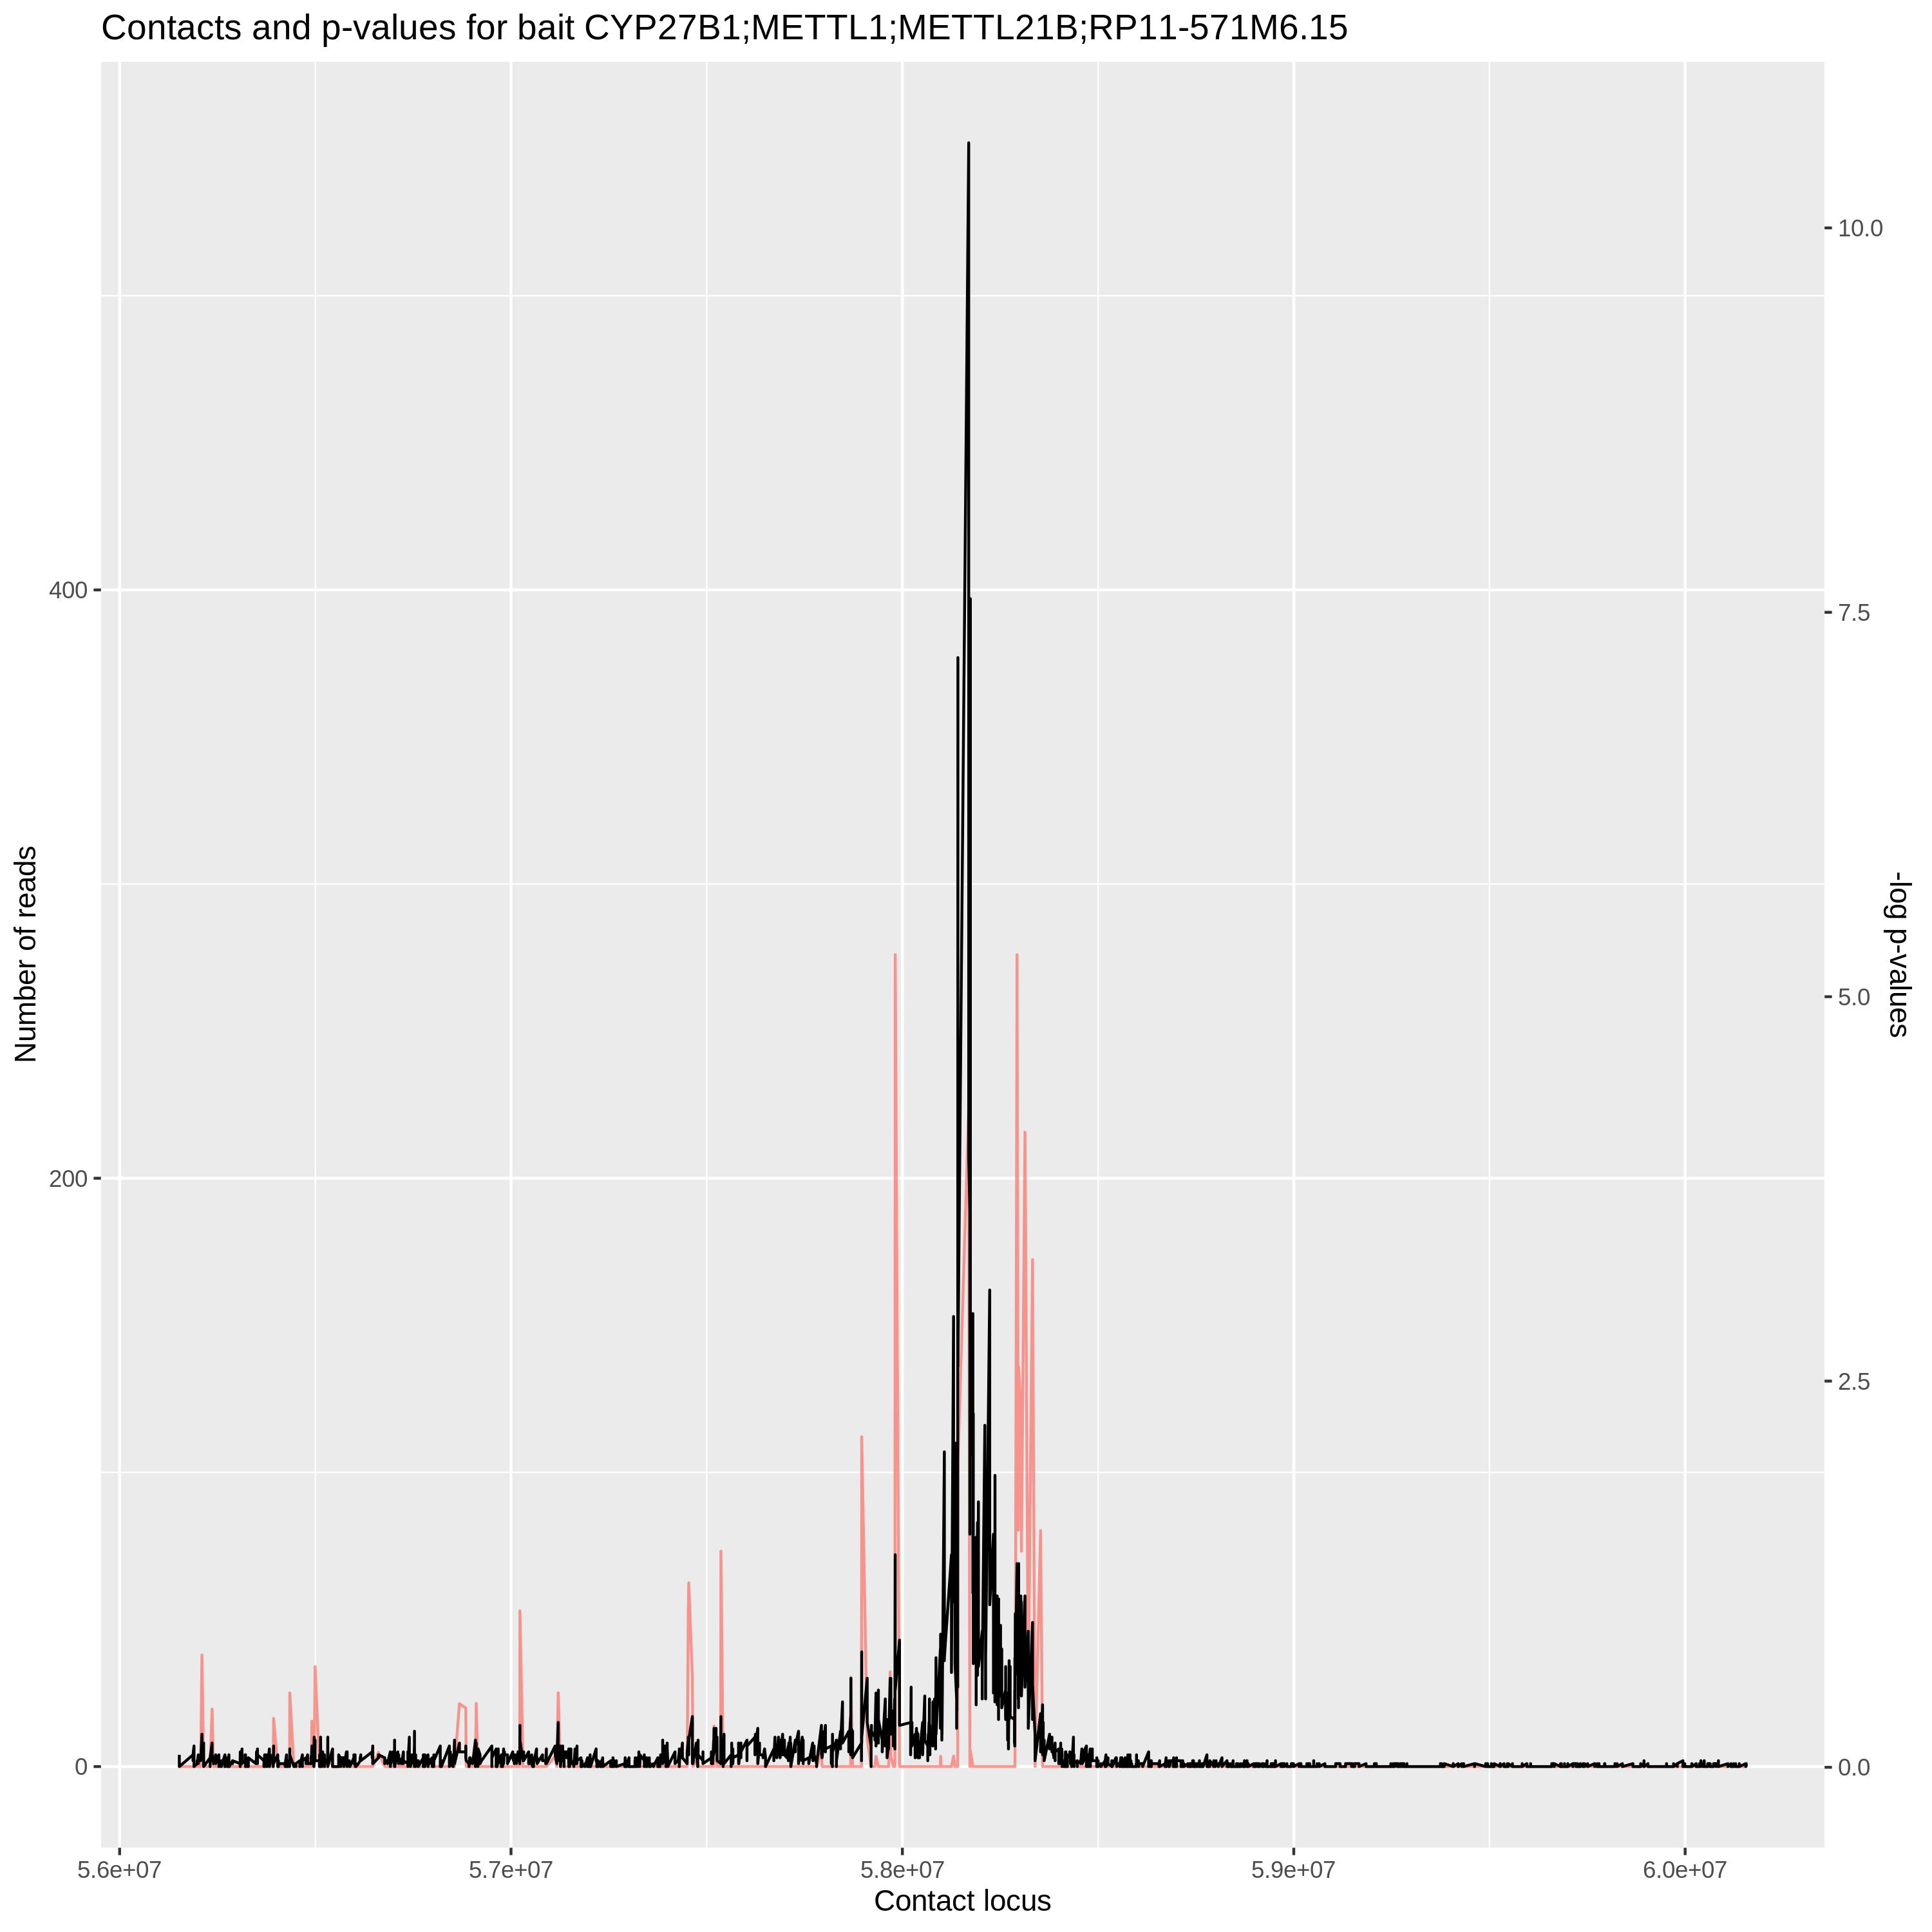 Contacts and p-values for bait CYP27B1;METTL1;METTL21B;RP11-571M6.15
10.0
400
7.5
Number of reads
5.0
-log p-values
200
2.5
0
0.0
5.6e+07
5.7e+07
5.8e+07
5.9e+07
6.0e+07
Contact locus